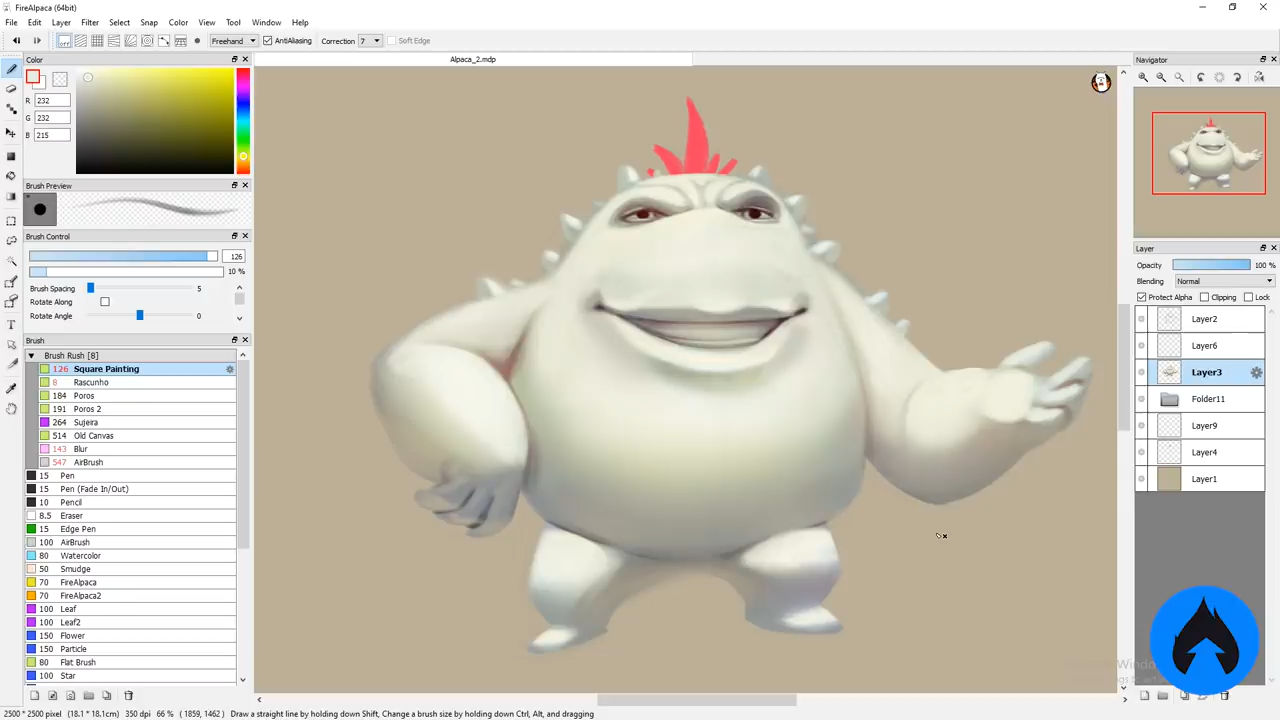 FireAlpaca (64bit)
File Edit Layer Filter Select Snap Color View Tool Window Help
Freehand AntiAliasing Correction 7 Soft Edge
Color
Alpaca_2.mdp
Navigator
R 232
G 232
B 215
Brush Preview
Brush Control
126
10 %
Brush Spacing 5
Rotate Along
Rotate Angle 0
Brush
Brush Rush [8]
126 Square Painting
8 Rascunho
184 Poros
191 Poros 2
264 Sujeira
514 Old Canvas
143 Blur
547 AirBrush
15 Pen
15 Pen (Fade In/Out)
10 Pencil
8.5 Eraser
15 Edge Pen
100 AirBrush
80 Watercolor
50 Smudge
70 FireAlpaca
70 FireAlpaca2
100 Leaf
100 Leaf2
150 Flower
150 Particle
80 Flat Brush
100 Star
Layer
Opacity 100 %
Blending Normal
Protect Alpha Clipping Lock
Layer2
Layer6
Layer3
Folder11
Layer9
Layer4
Layer1
2500 * 2500 pixel (18.1 * 18.1cm) 350 dpi 66 % ( 1859, 1462 ) Draw a straight line by holding down Shift, Change a brush size by holding down Ctrl, Alt, and dragging